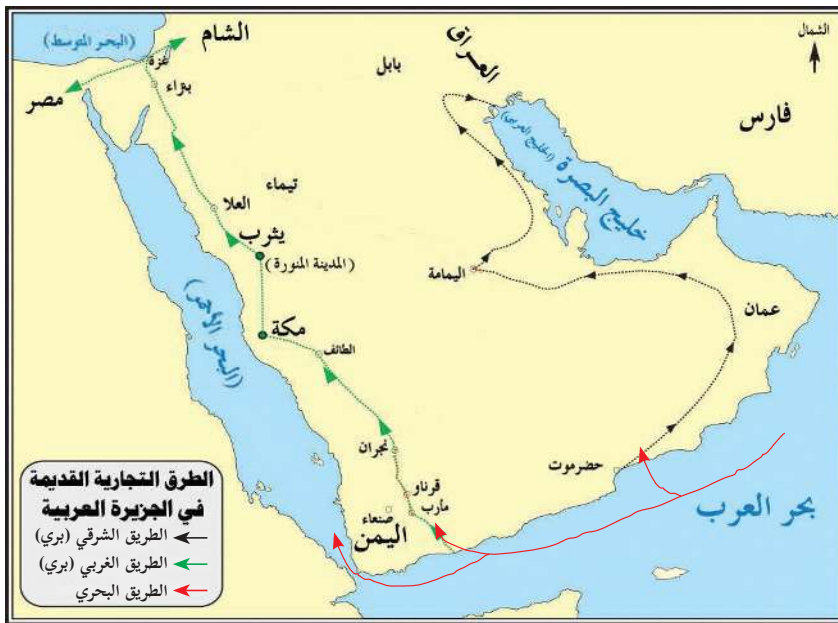 الشمال
الشام
(البحر المتوسط)
غزة
العراق
بابل
مصر
بتراء
فارس
خليج البصرة
(الخليج العربي)
تيماء
العلا
يثرب
(المدينة المنورة)
اليمامة
(البحر الأحمر)
عمان
مكة
الطائف
نجران
حضرموت
قرناو
مأرب
صنعاء
اليمن
بحر العرب
الطرق التجارية القديمة
في الجزيرة العربية
الطريق الشرقي (بري)
الطريق الغربي (بري)
الطريق البحري